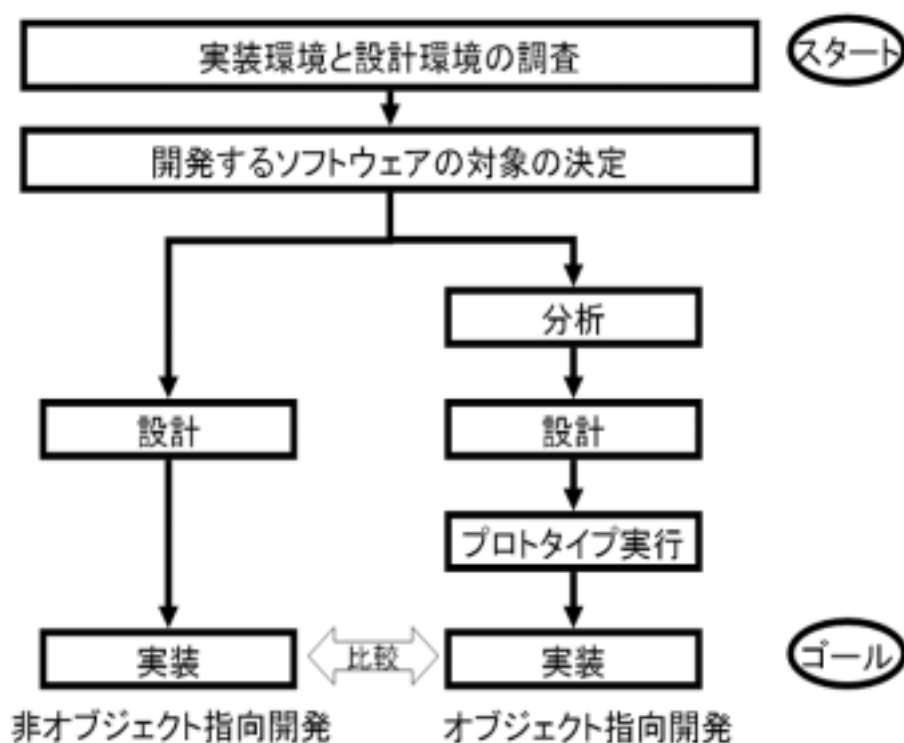 実装環境と設計環境の調査
スタート
開発するソフトウェアの対象の決定
分析
設計
設計
プロトタイプ実行
実装
比較
実装
ゴール
非オブジェクト指向開発
オブジェクト指向開発